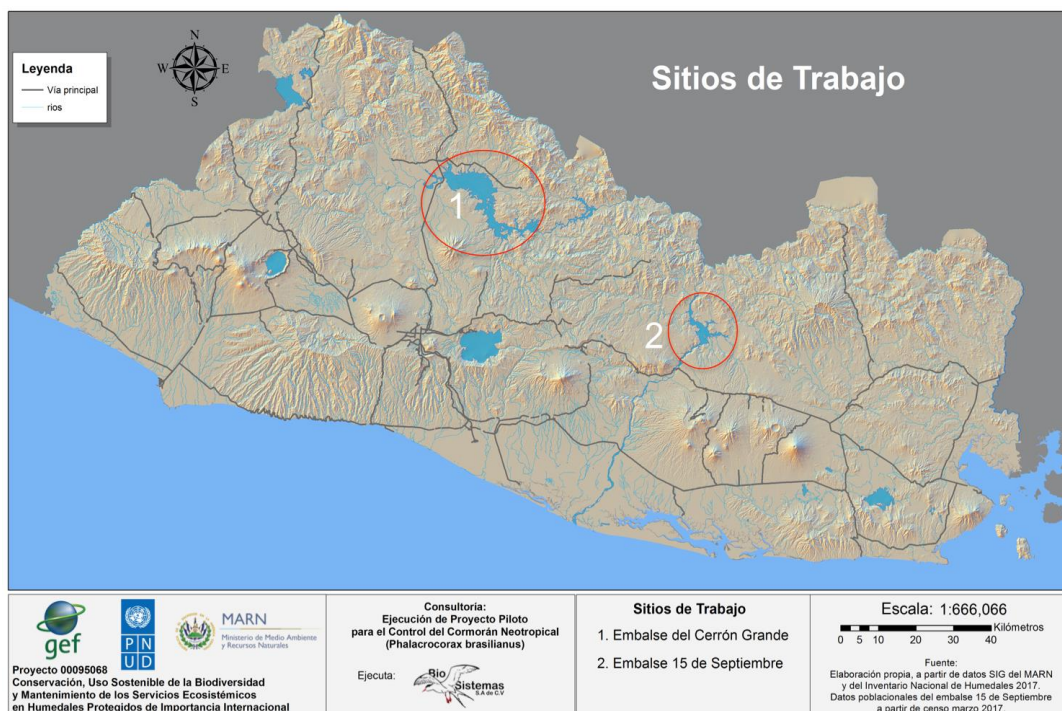 Sitios de Trabajo
Leyenda
Vía principal
rios
N
W E
S
1
2
gef
P N
U D
MARN
Ministerio de Medio Ambiente
y Recursos Naturales
Proyecto 00095068
Conservación, Uso Sostenible de la Biodiversidad
y Mantenimiento de los Servicios Ecosistémicos
en Humedales Protegidos de Importancia Internacional
Consultoría:
Ejecución de Proyecto Piloto
para el Control del Cormorán Neotropical
(Phalacrocorax brasilianus)
Ejecuta:
Bio
Sistemas
S.A de C.V
Sitios de Trabajo
1. Embalse del Cerrón Grande
2. Embalse 15 de Septiembre
Escala: 1:666,066
Kilómetros
0 5 10 20 30 40
Fuente:
Elaboración propia, a partir de datos SIG del MARN
y del Inventario Nacional de Humedales 2017.
Datos poblacionales del embalse 15 de Septiembre
a partir de censo marzo 2017.